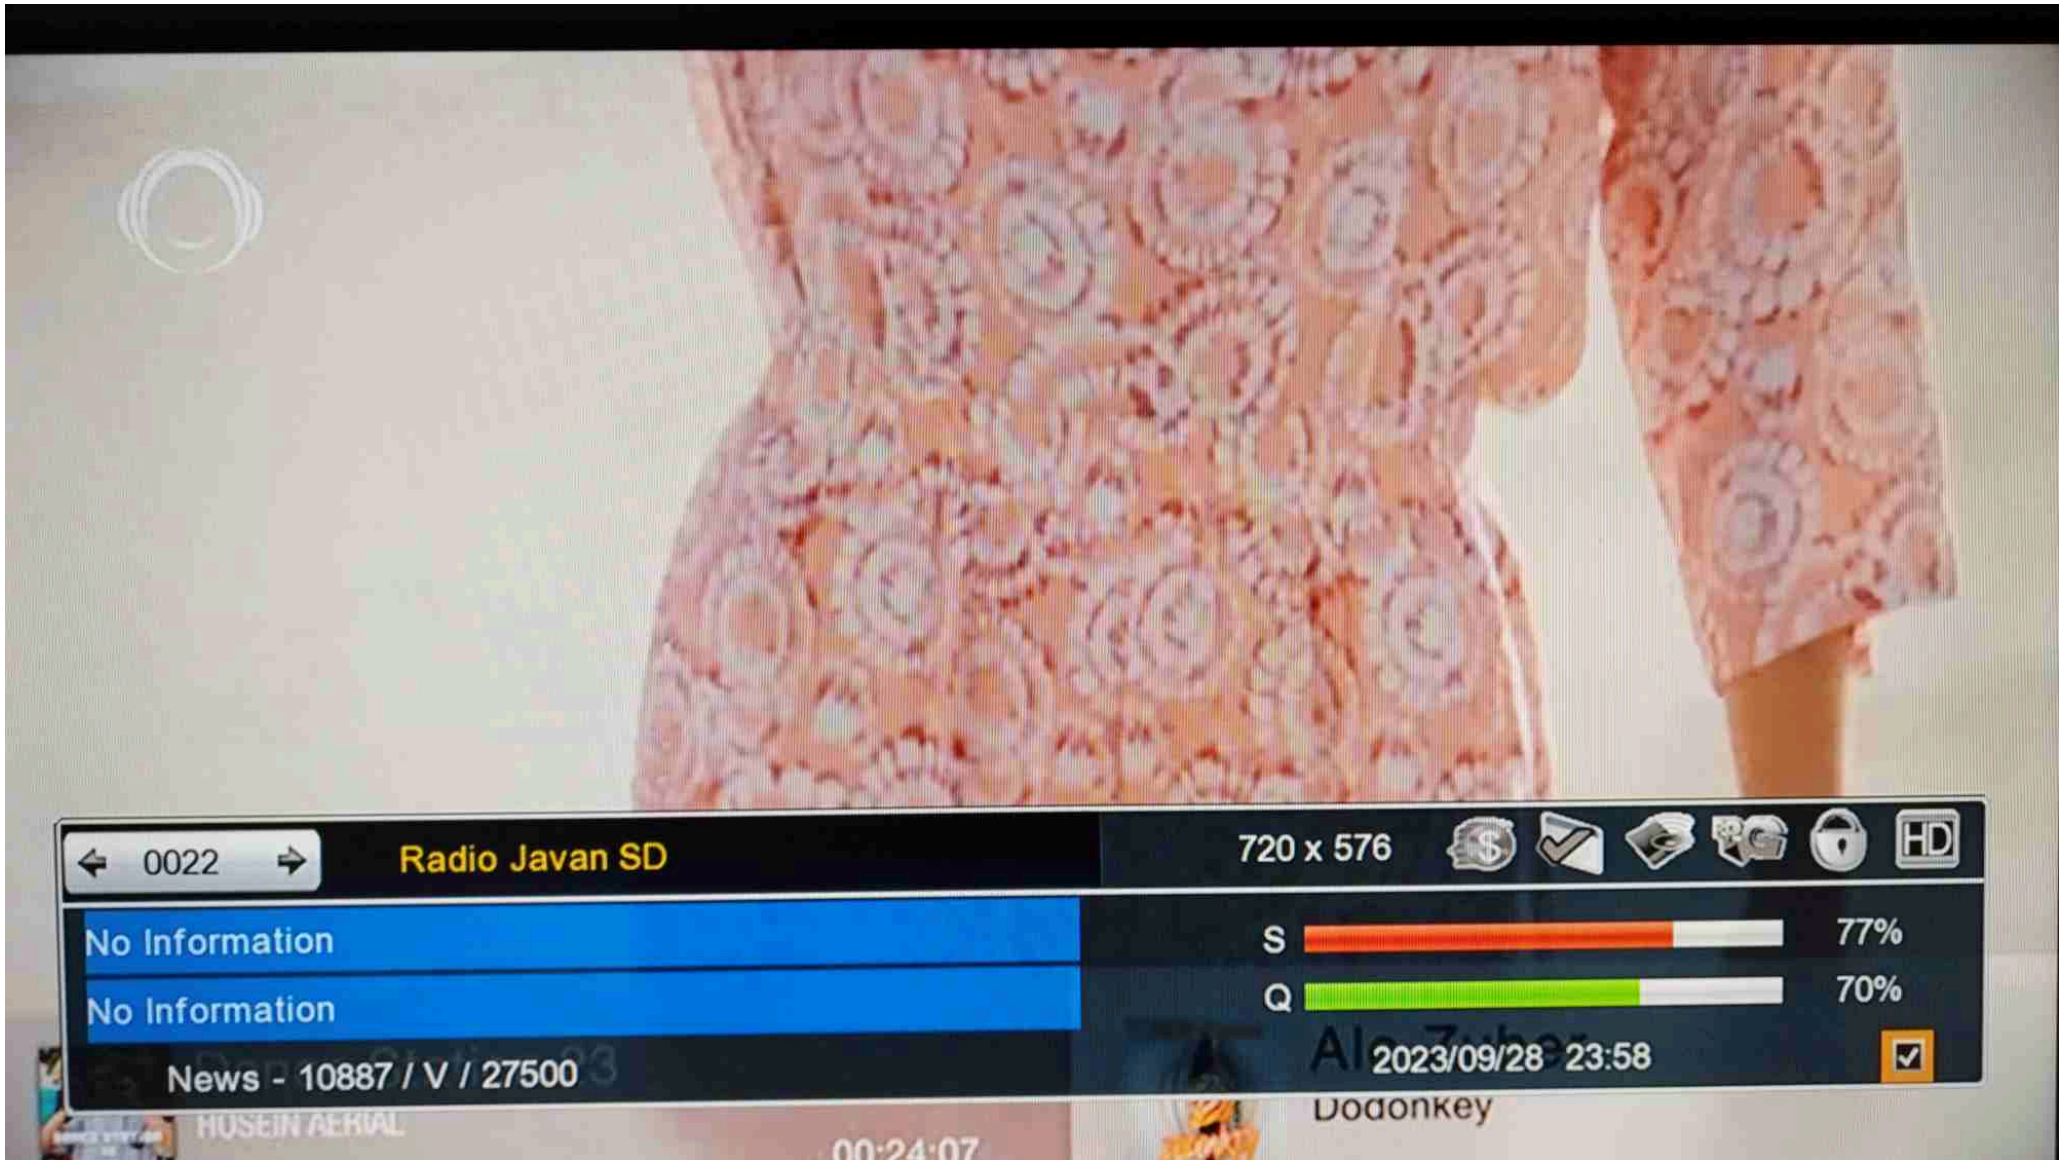 0022
Radio Javan SD
720 x 576
HD
No Information
S
77%
No Information
Q
70%
News - 10887 / V / 27500
2023/09/28 23:58
HOSEIN AERIAL
00:24:07
Dodonkey